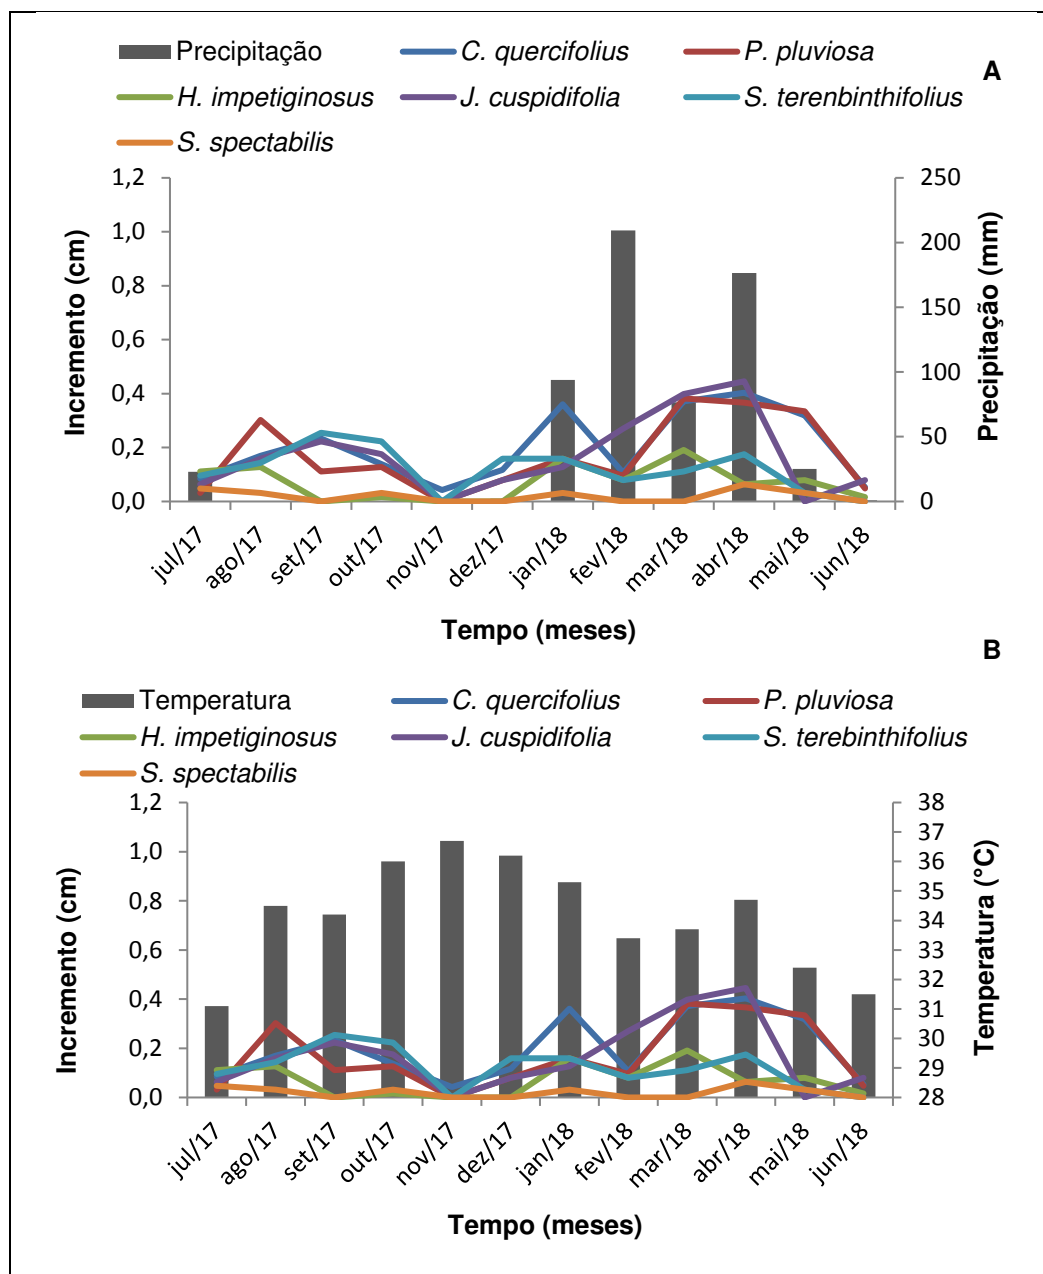 Precipitação C. quercifolius P. pluviosa
A
H. impetiginosus J. cuspidifolia S. terenbinthifolius
S. spectabilis
1,2 250
1,0 200
0,8 150
0,6
0,4 100
0,2 50
0,0 0
Incremento (cm)
Precipitação (mm)
jul/17 ago/17 set/17 out/17 nov/17 dez/17 jan/18 fev/18 mar/18 abr/18 mai/18 jun/18
Tempo (meses)
B
Temperatura C. quercifolius P. pluviosa
H. impetiginosus J. cuspidifolia S. terebinthifolius
S. spectabilis
1,2 38
37
1,0 36
35
0,8 34
0,6 33
32
0,4 31
30
0,2 29
0,0 28
Incremento (cm)
Temperatura (°C)
jul/17 ago/17 set/17 out/17 nov/17 dez/17 jan/18 fev/18 mar/18 abr/18 mai/18 jun/18
Tempo (meses)